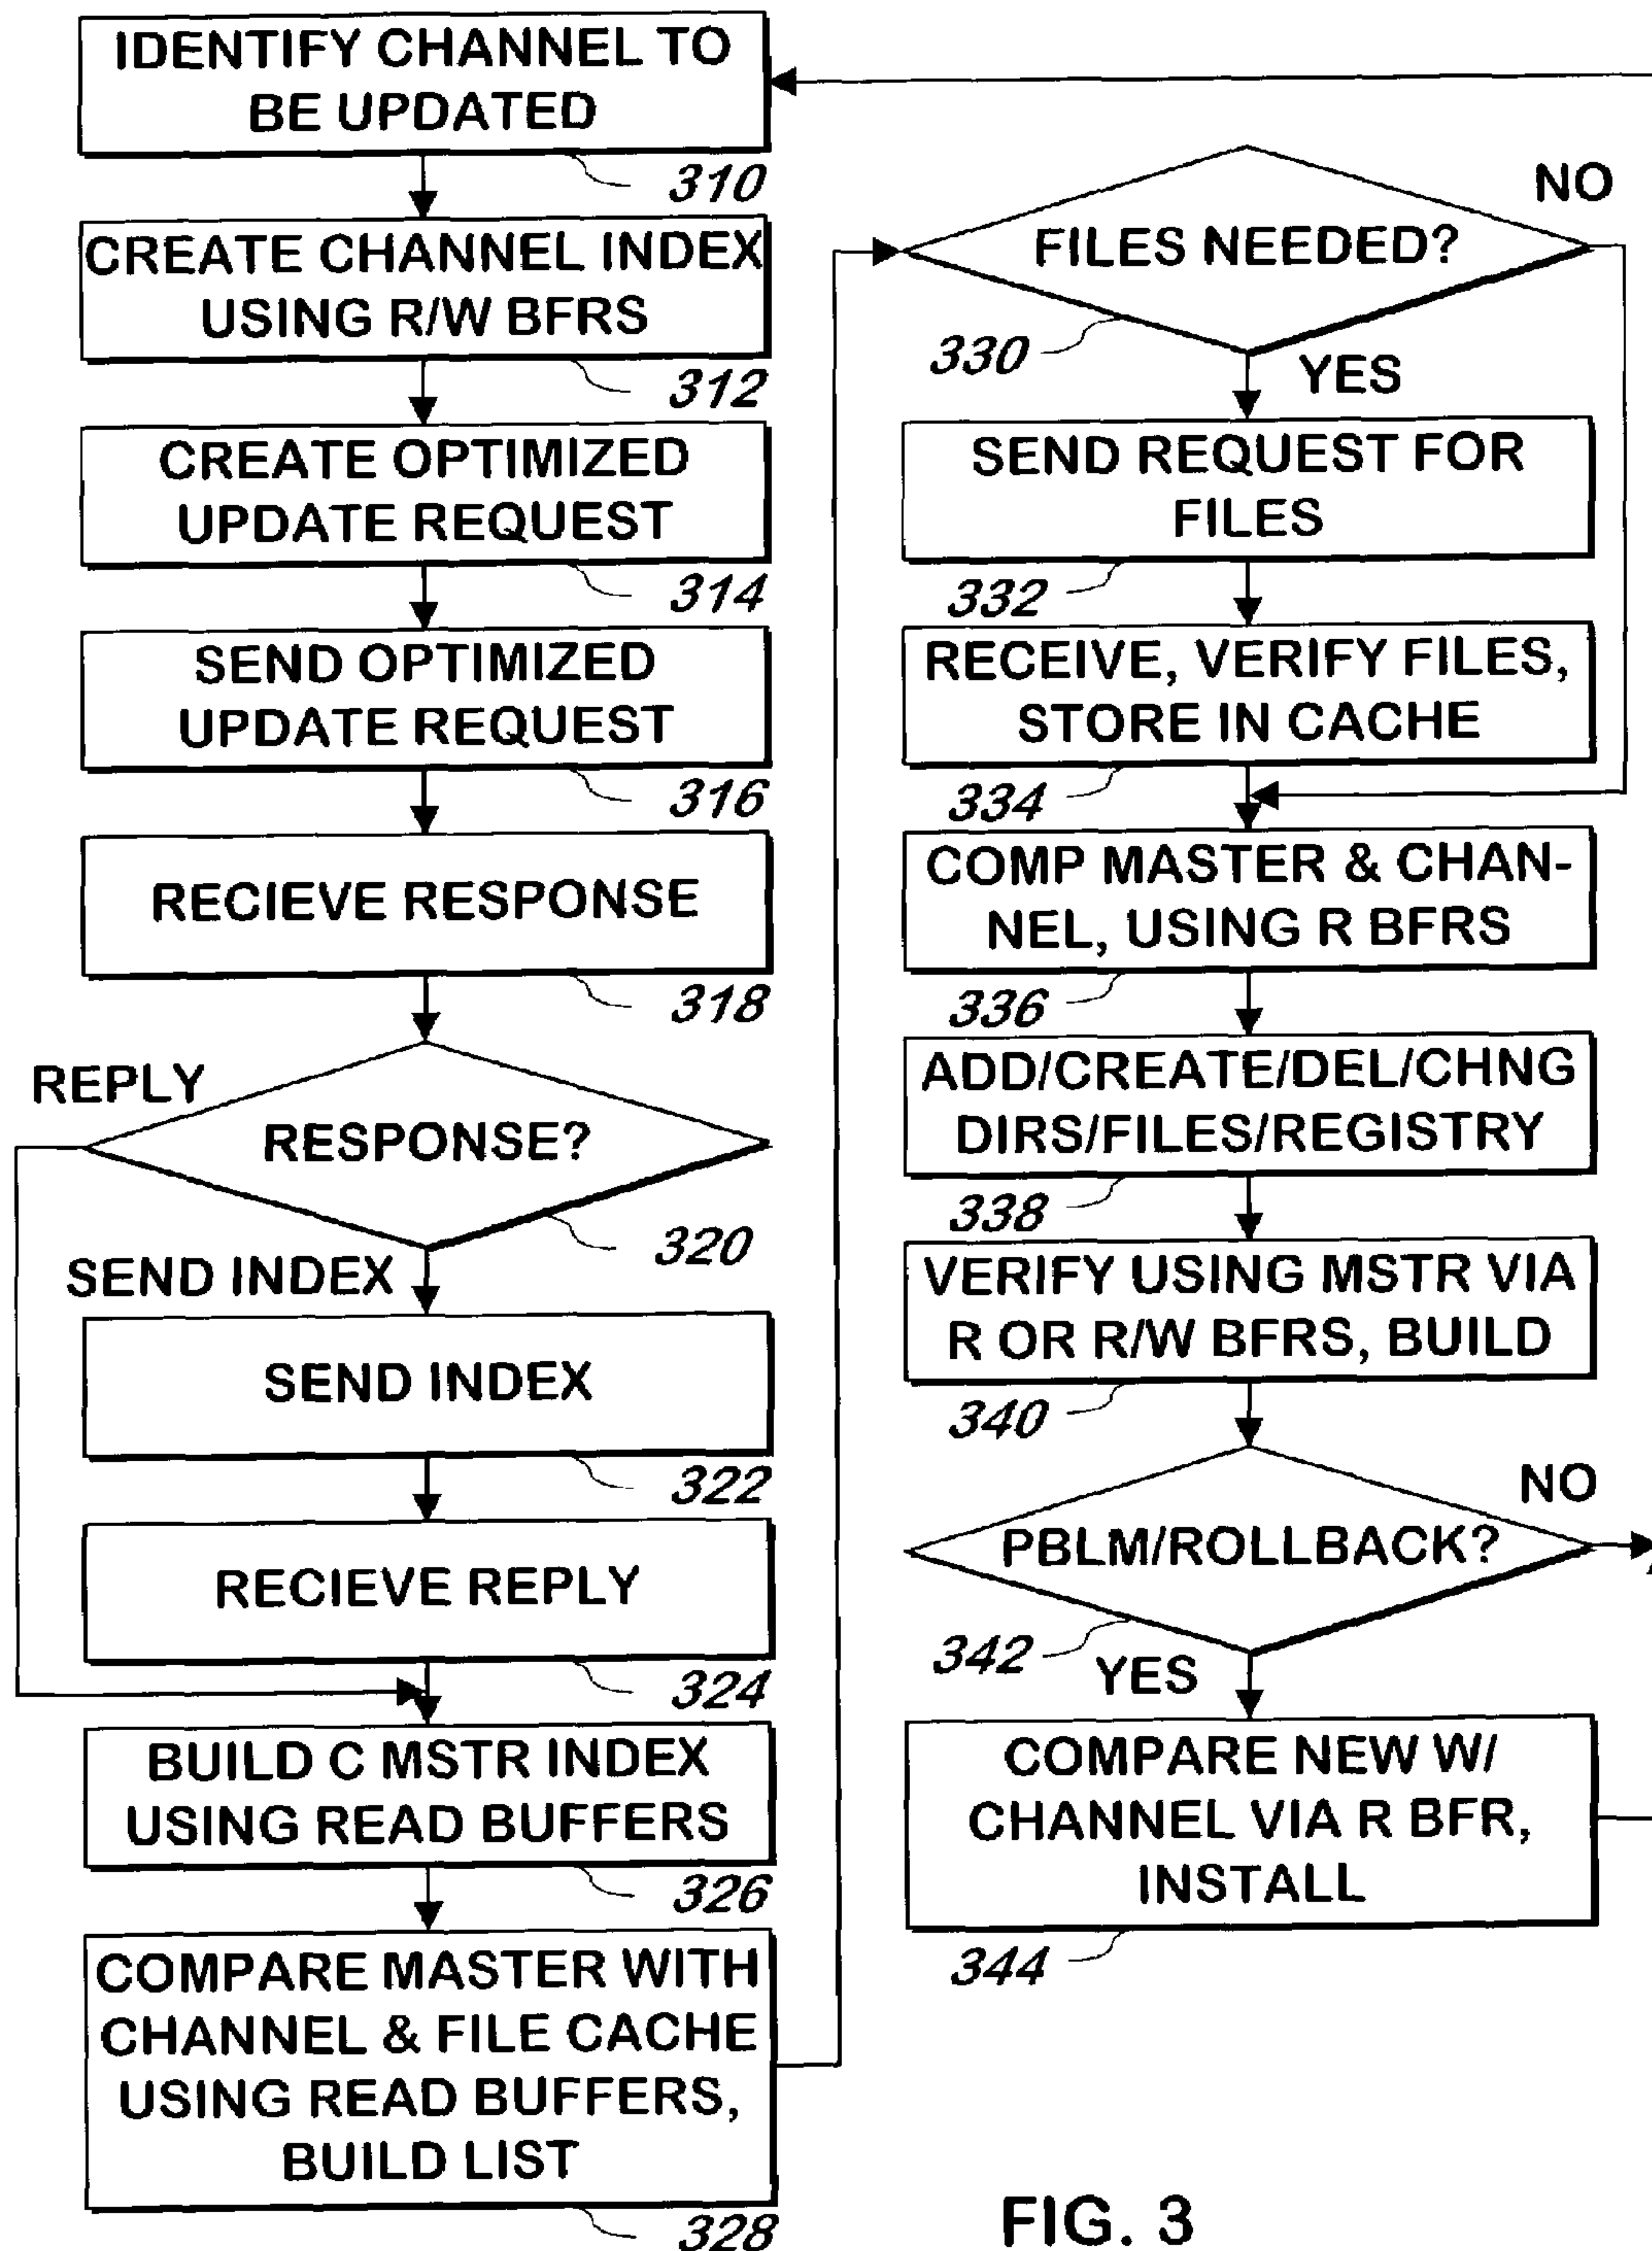 IDENTIFY CHANNEL TO
BE UPDATED
310
CREATE CHANNEL INDEX
USING R/W BFRS
312
CREATE OPTIMIZED
UPDATE REQUEST
314
SEND OPTIMIZED
UPDATE REQUEST
316
RECIEVE RESPONSE
318
REPLY
RESPONSE?
320
SEND INDEX
SEND INDEX
322
RECIEVE REPLY
324
BUILD C MSTR INDEX
USING READ BUFFERS
326
COMPARE MASTER WITH
CHANNEL & FILE CACHE
USING READ BUFFERS,
BUILD LIST
328
NO
FILES NEEDED?
330
YES
SEND REQUEST FOR
FILES
332
RECEIVE, VERIFY FILES,
STORE IN CACHE
334
COMP MASTER & CHAN-
NEL, USING R BFRS
336
ADD/CREATE/DEL/CHNG
DIRS/FILES/REGISTRY
338
VERIFY USING MSTR VIA
R OR R/W BFRS, BUILD
340
NO
PBLM/ROLLBACK?
342
YES
COMPARE NEW W/
CHANNEL VIA R BFR,
INSTALL
344
FIG. 3